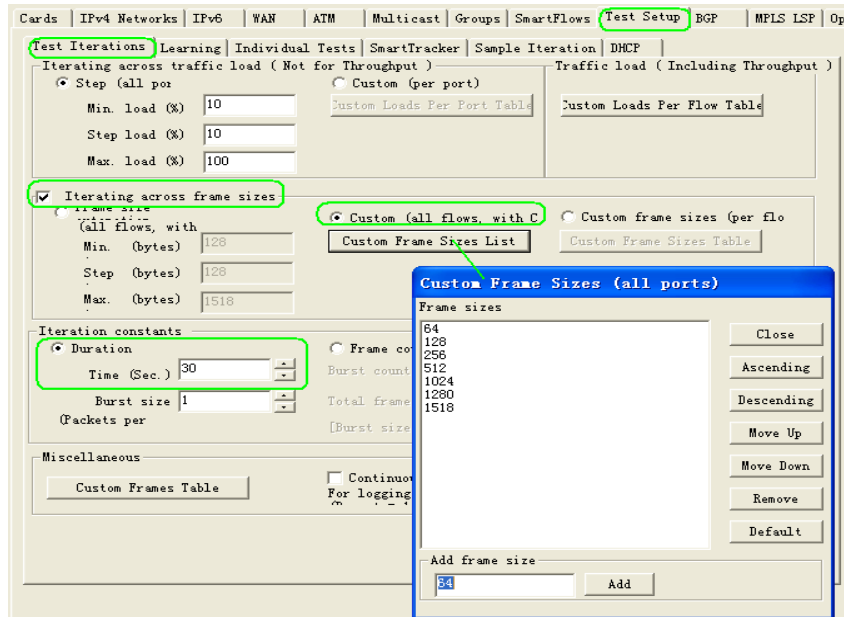 Cards IPv4 Networks IPv6 WAN ATM Multicast Groups SmartFlows Test Setup BGP MPLS LSP Op
Test Iterations Learning Individual Tests SmartTracker Sample Iteration DHCP
Iterating across traffic load ( Not for Throughput )
Traffic load ( Including Throughput )
Step (all por
Custom (per port)
Min. load (%) 10
Custom Loads Per Port Table
Custom Loads Per Flow Table
Step load (%) 10
Max. load (%) 100
Iterating across frame sizes
(all flows, with
Custom (all flows, with C
Custom frame sizes (per flo
Min. (bytes) 128
Custom Frame Sizes List
Custom Frame Sizes Table
Step (bytes) 128
Max. (bytes) 1518
Custom Frame Sizes (all ports)
Frame sizes
64
128
256
512
1024
1280
1518
Close
Ascending
Descending
Move Up
Move Down
Remove
Default
Add frame size
64
Add
Iteration constants
Duration
Frame co
Time (Sec.) 30
Burst count
Burst size 1
Total frame
(Packets per
[Burst size
Miscellaneous
Custom Frames Table
Continuou
For logging